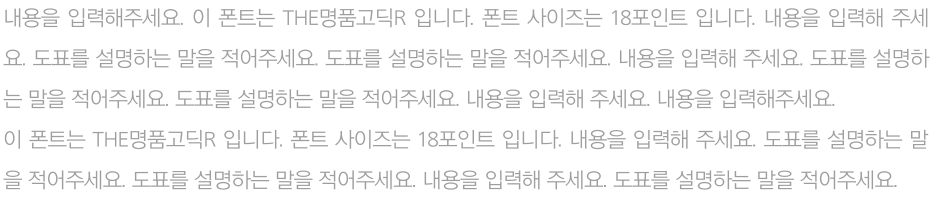 내용을 입력해주세요. 이 폰트는 THE명품고딕R 입니다. 폰트 사이즈는 18포인트 입니다. 내용을 입력해 주세
요. 도표를 설명하는 말을 적어주세요. 도표를 설명하는 말을 적어주세요. 내용을 입력해 주세요. 도표를 설명하
는 말을 적어주세요. 도표를 설명하는 말을 적어주세요. 내용을 입력해 주세요. 내용을 입력해주세요.
이 폰트는 THE명품고딕R 입니다. 폰트 사이즈는 18포인트 입니다. 내용을 입력해 주세요. 도표를 설명하는 말
을 적어주세요. 도표를 설명하는 말을 적어주세요. 내용을 입력해 주세요. 도표를 설명하는 말을 적어주세요.